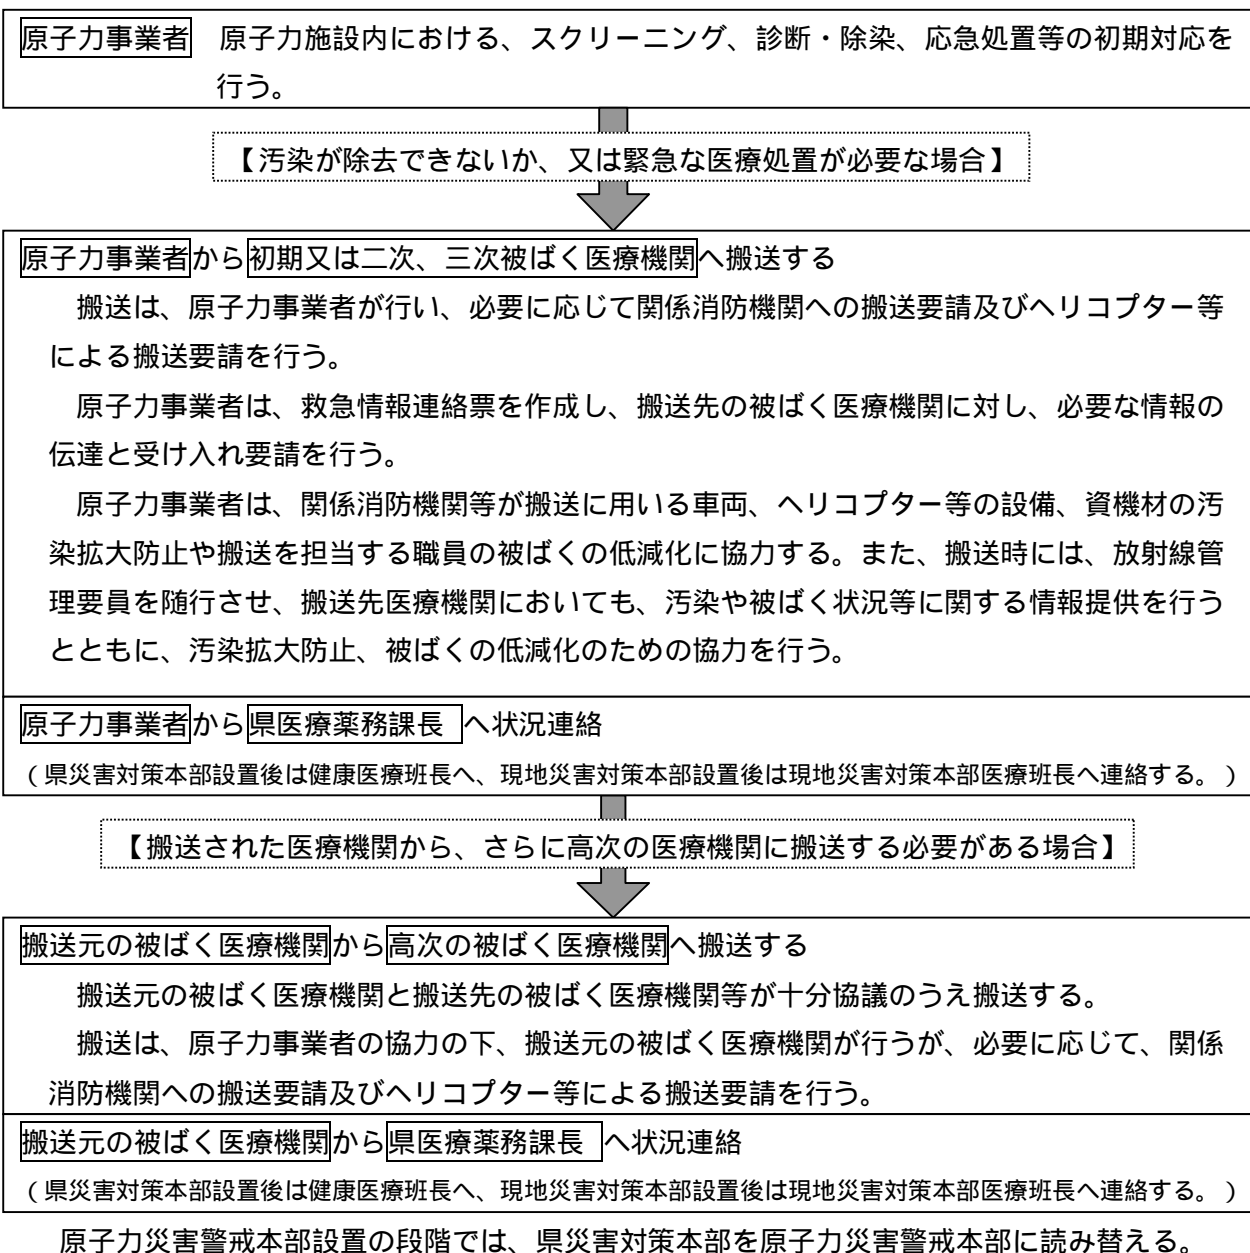 原子力事業者　原子力施設内における、スクリーニング、診断・除染、応急処置等の初期対応を
行う。
【汚染が除去できないか、又は緊急な医療処置が必要な場合】
原子力事業者から初期又は二次、三次被ばく医療機関へ搬送する
搬送は、原子力事業者が行い、必要に応じて関係消防機関への搬送要請及びヘリコプター等
による搬送要請を行う。
原子力事業者は、救急情報連絡票を作成し、搬送先の被ばく医療機関に対し、必要な情報の
伝達と受け入れ要請を行う。
原子力事業者は、関係消防機関等が搬送に用いる車両、ヘリコプター等の設備、資機材の汚
染拡大防止や搬送を担当する職員の被ばくの低減化に協力する。また、搬送時には、放射線管
理要員を随行させ、搬送先医療機関においても、汚染や被ばく状況等に関する情報提供を行う
とともに、汚染拡大防止、被ばくの低減化のための協力を行う。
原子力事業者から県医療薬務課長　へ状況連絡
（県災害対策本部設置後は健康医療班長へ、現地災害対策本部設置後は現地災害対策本部医療班長へ連絡する。）
【搬送された医療機関から、さらに高次の医療機関に搬送する必要がある場合】
搬送元の被ばく医療機関から高次の被ばく医療機関へ搬送する
搬送元の被ばく医療機関と搬送先の被ばく医療機関等が十分協議のうえ搬送する。
搬送は、原子力事業者の協力の下、搬送元の被ばく医療機関が行うが、必要に応じて、関係
消防機関への搬送要請及びヘリコプター等による搬送要請を行う。
搬送元の被ばく医療機関から県医療薬務課長　へ状況連絡
（県災害対策本部設置後は健康医療班長へ、現地災害対策本部設置後は現地災害対策本部医療班長へ連絡する。）
原子力災害警戒本部設置の段階では、県災害対策本部を原子力災害警戒本部に読み替える。